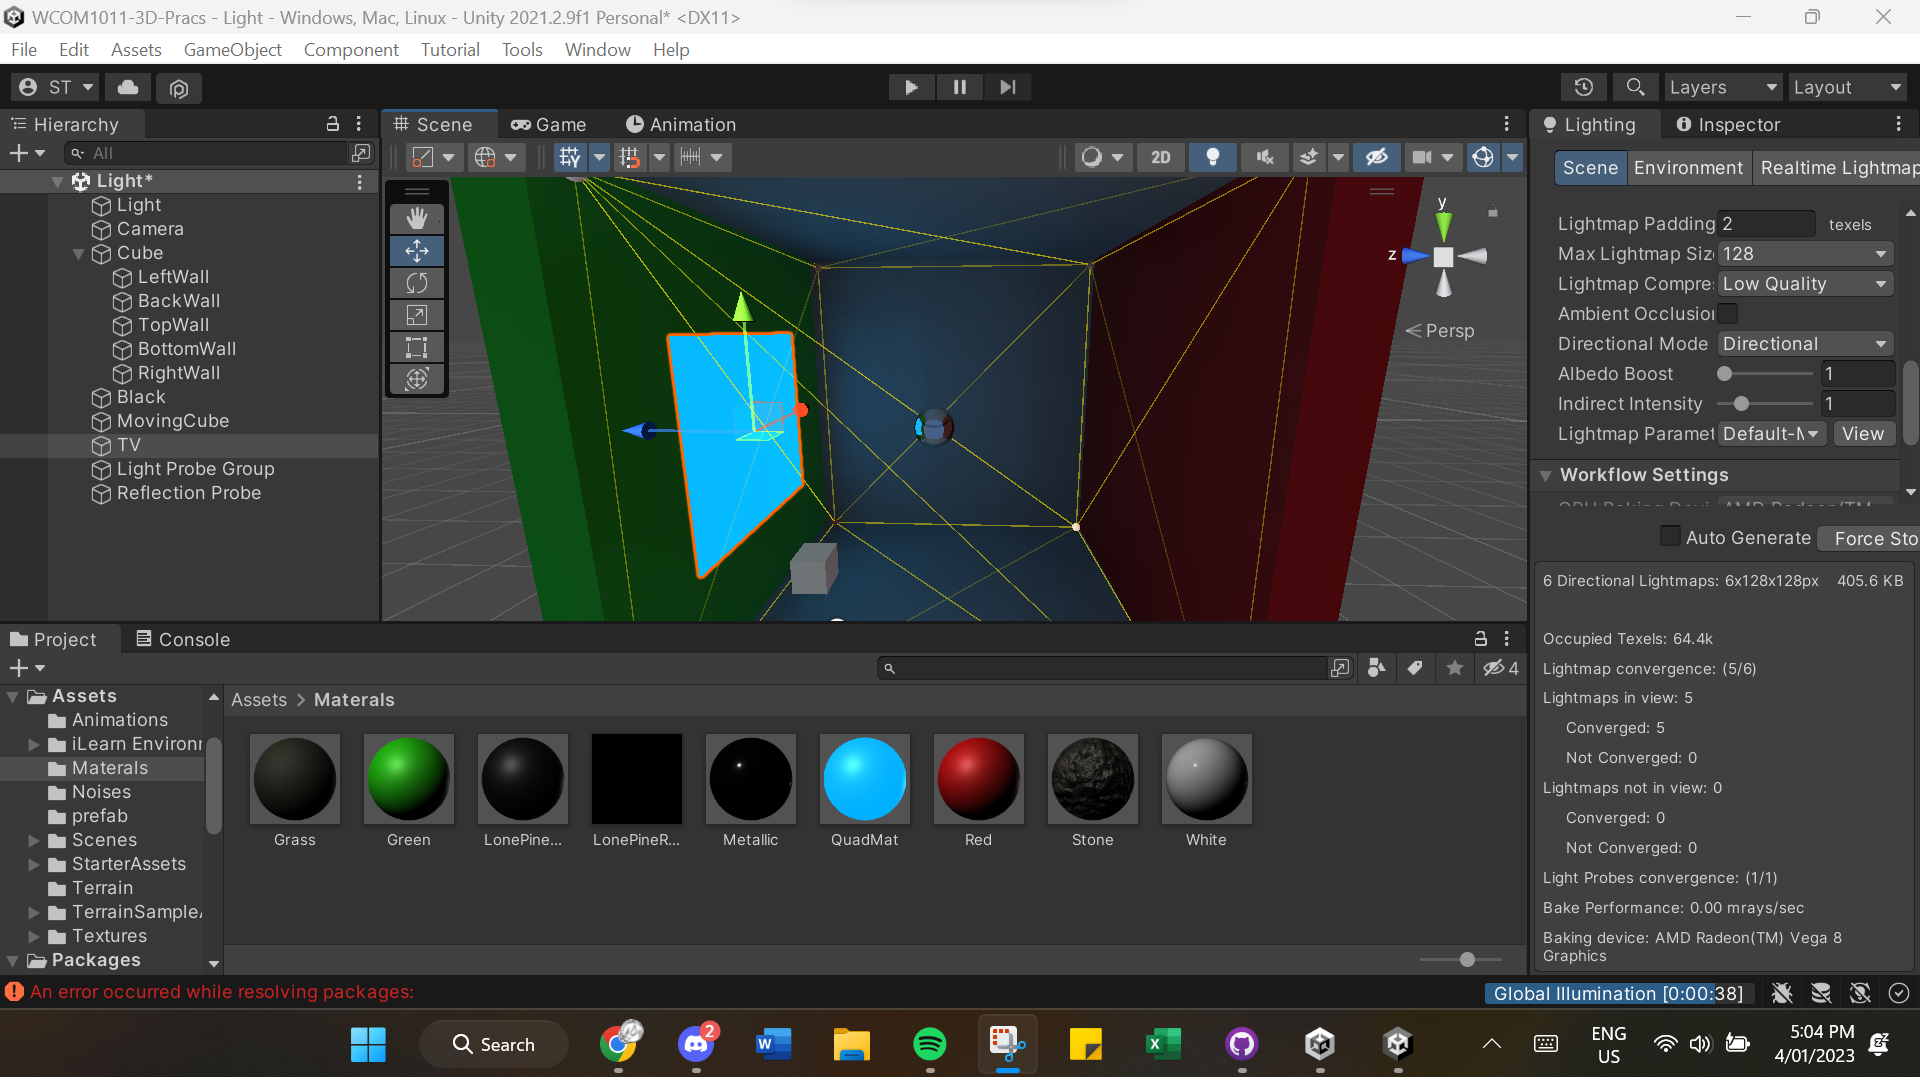 WCOM1011-3D-Pracs - Light - Windows, Mac, Linux - Unity 2021.2.9f1 Personal* <DX11>
File Edit Assets GameObject Component Tutorial Tools Window Help
ST Layers Layout
Hierarchy
All
Light*
Light
Camera
Cube
LeftWall
BackWall
TopWall
BottomWall
RightWall
Black
MovingCube
TV
Light Probe Group
Reflection Probe
Scene Game Animation
2D
y
z
Persp
Lighting Inspector
Scene Environment Realtime Lightmap
Lightmap Padding 2 texels
Max Lightmap Siz 128
Lightmap Compre Low Quality
Ambient Occlusio
Directional Mode Directional
Albedo Boost 1
Indirect Intensity 1
Lightmap Paramet Default-M View
Workflow Settings
Auto Generate Force Sto
6 Directional Lightmaps: 6x128x128px 405.6 KB
Occupied Texels: 64.4k
Lightmap convergence: (5/6)
Lightmaps in view: 5
Converged: 5
Not Converged: 0
Lightmaps not in view: 0
Converged: 0
Not Converged: 0
Light Probes convergence: (1/1)
Bake Performance: 0.00 mrays/sec
Baking device: AMD Radeon(TM) Vega 8
Graphics
Project Console
4
Assets
Animations
iLearn Environr
Materals
Noises
prefab
Scenes
StarterAssets
Terrain
TerrainSample
Textures
Packages
Assets > Materals
Grass Green LonePine... LonePineR... Metallic QuadMat Red Stone White
An error occurred while resolving packages:
Global Illumination [0:00:38]
Search
2
ENG
US
5:04 PM
4/01/2023